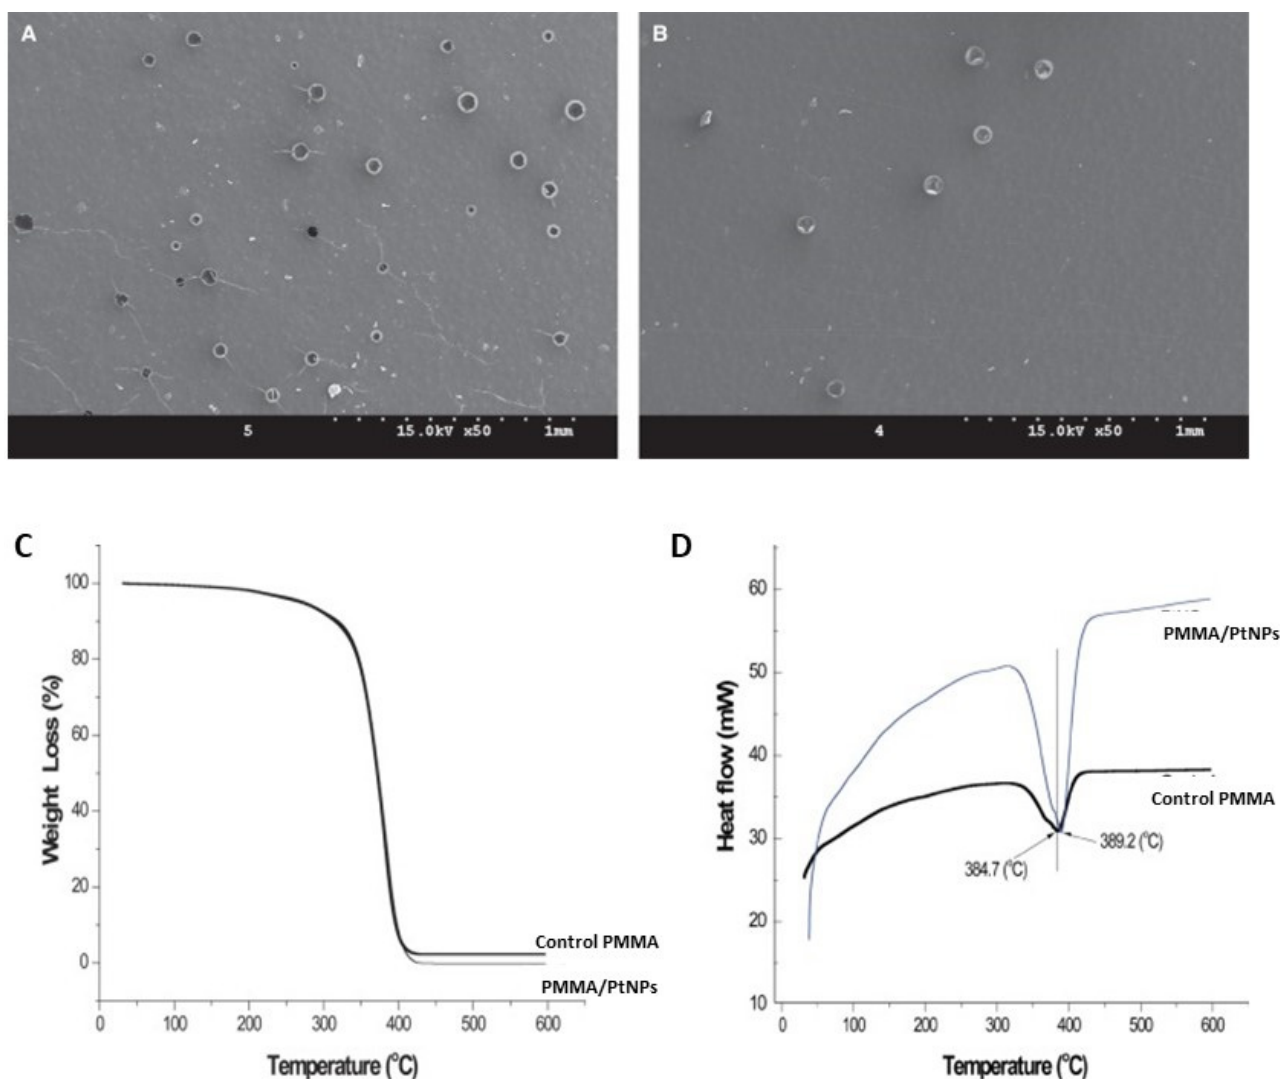 A
B
5 15.0kV x50 1mm
4 15.0kV x50 1mm
C
100
80
60
40
20
0
Weight Loss (%)
Control PMMA
PMMA/PtNPs
0 100 200 300 400 500 600
Temperature (°C)
D
60
50
40
30
20
10
Heat flow (mW)
PMMA/PtNPs
Control PMMA
389.2 (°C)
384.7 (°C)
0 100 200 300 400 500 600
Temperature (°C)